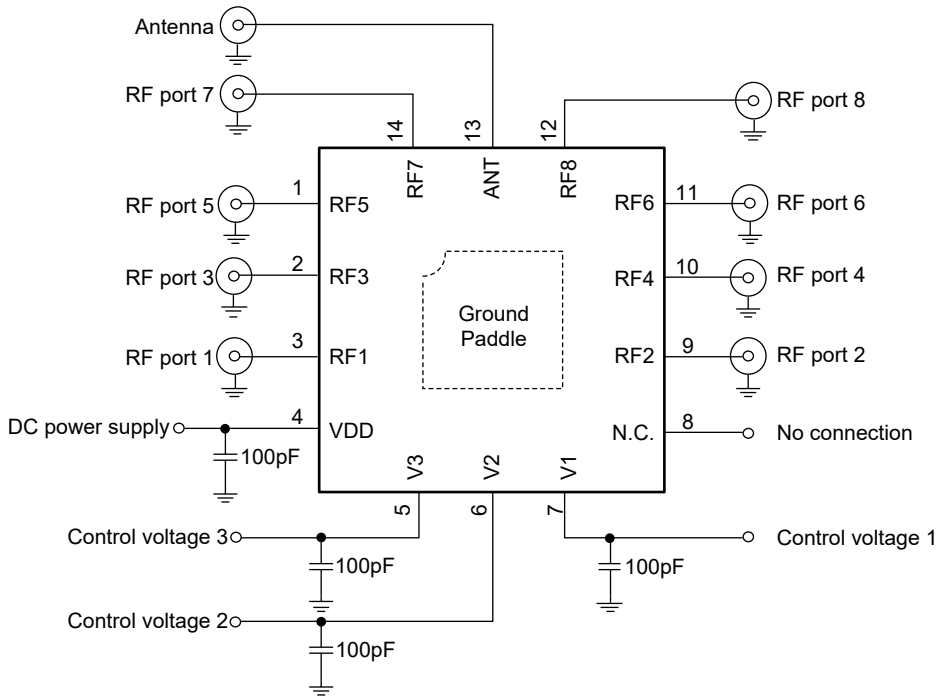 Antenna
RF port 7
RF port 8
14
13
12
RF7
ANT
RF8
RF port 5
1
RF5
RF6
11
RF port 6
RF port 3
2
RF3
RF4
10
RF port 4
Ground
Paddle
RF port 1
3
RF1
RF2
9
RF port 2
DC power supply
4
VDD
N.C.
8
No connection
100pF
V3
V2
V1
5
6
7
Control voltage 3
Control voltage 1
100pF
100pF
Control voltage 2
100pF